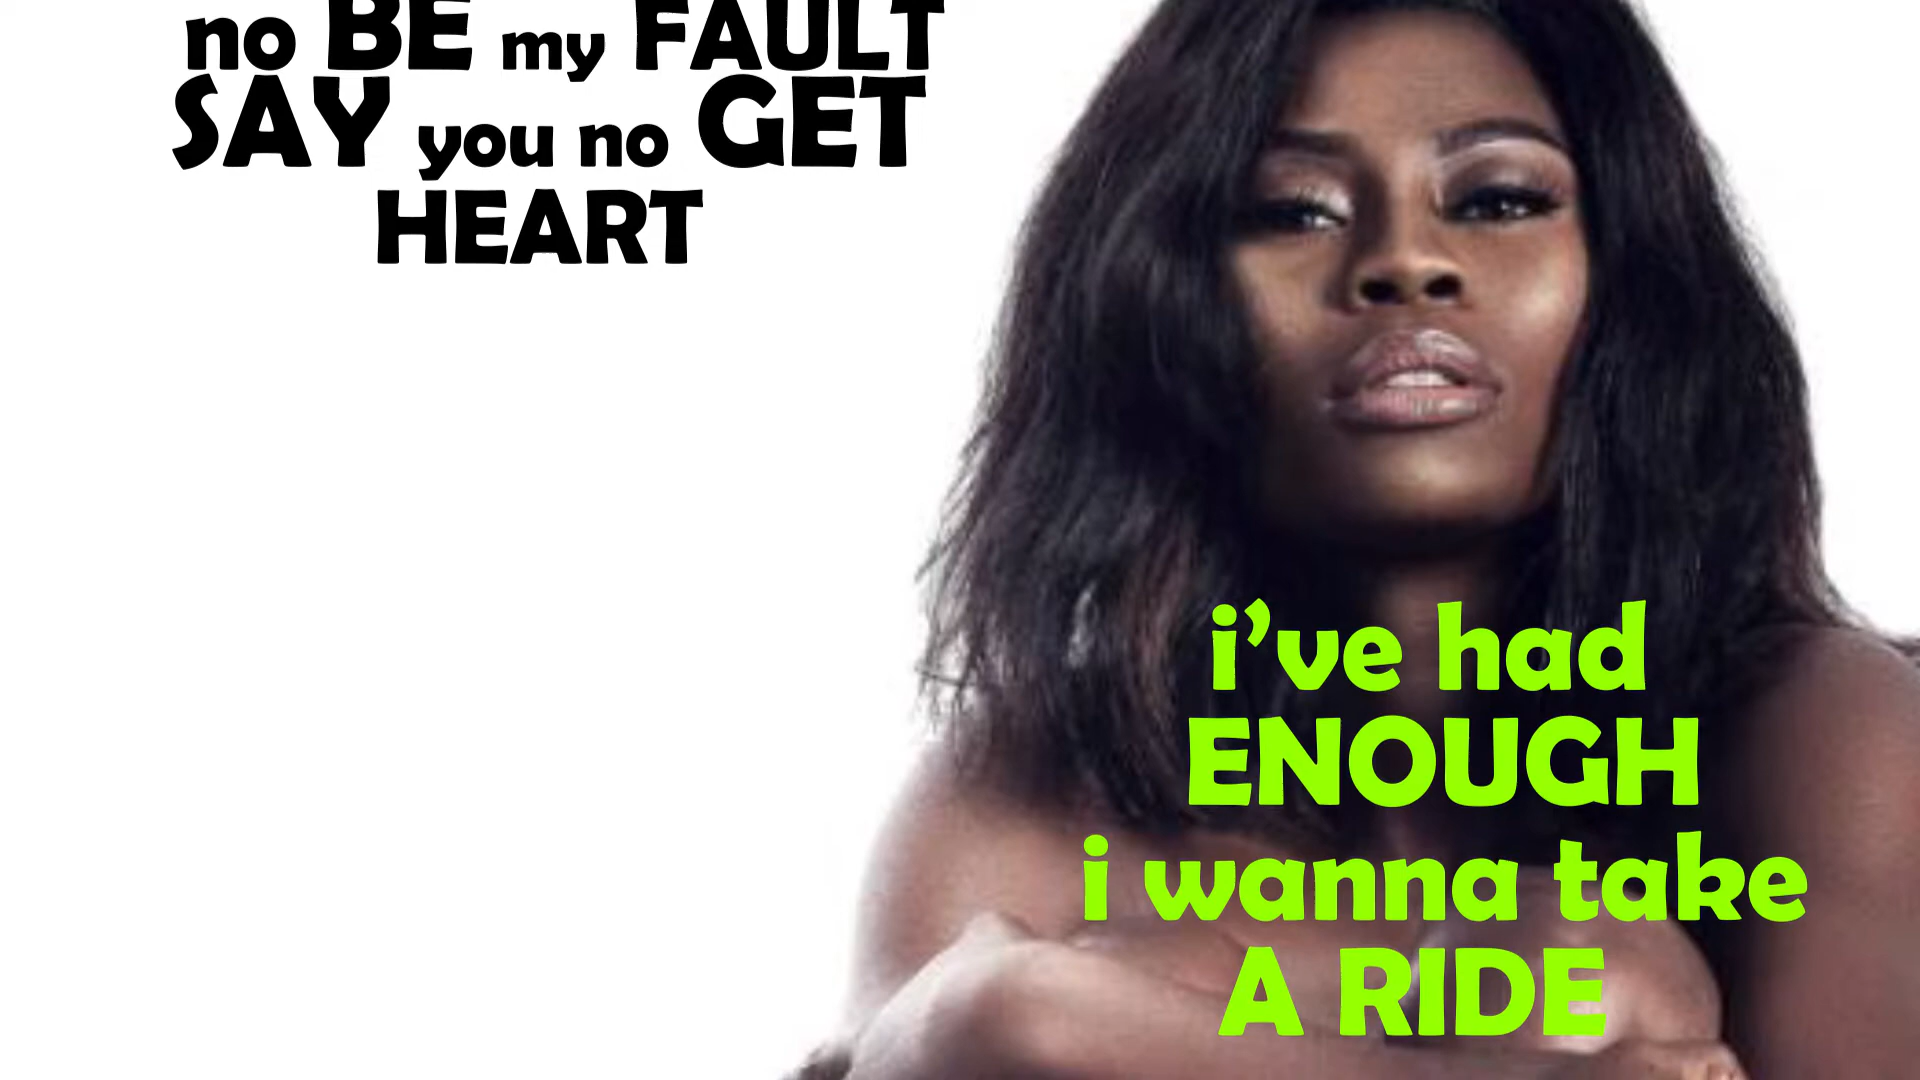 no BE my FAULT
SAY you no GET
HEART
i’ve had
ENOUGH
i wanna take
A RIDE